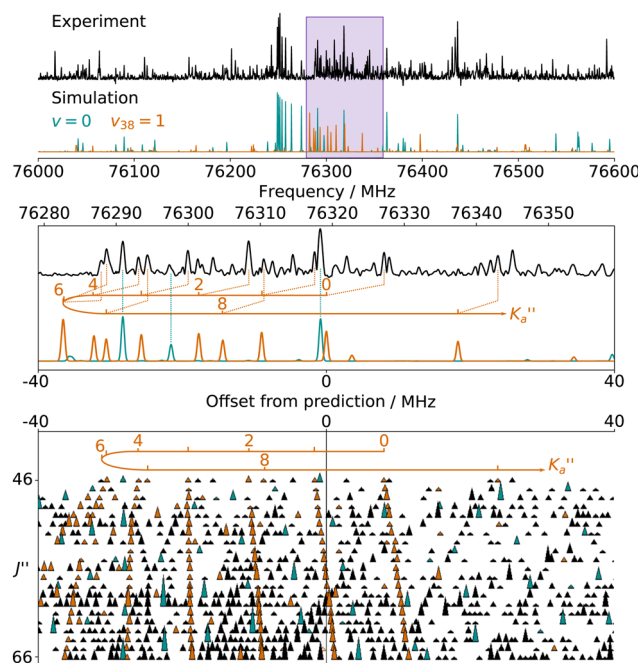 Experiment
Simulation
v=0 v₃₈=1
76000 76100 76200 76300 76400 76500 76600
Frequency / MHz
76280 76290 76300 76310 76320 76330 76340 76350
6 4 2 0
8 Kₐ''
-40 0 40
Offset from prediction / MHz
-40 0 40
6 4 2 0
8 Kₐ''
46
J''
66